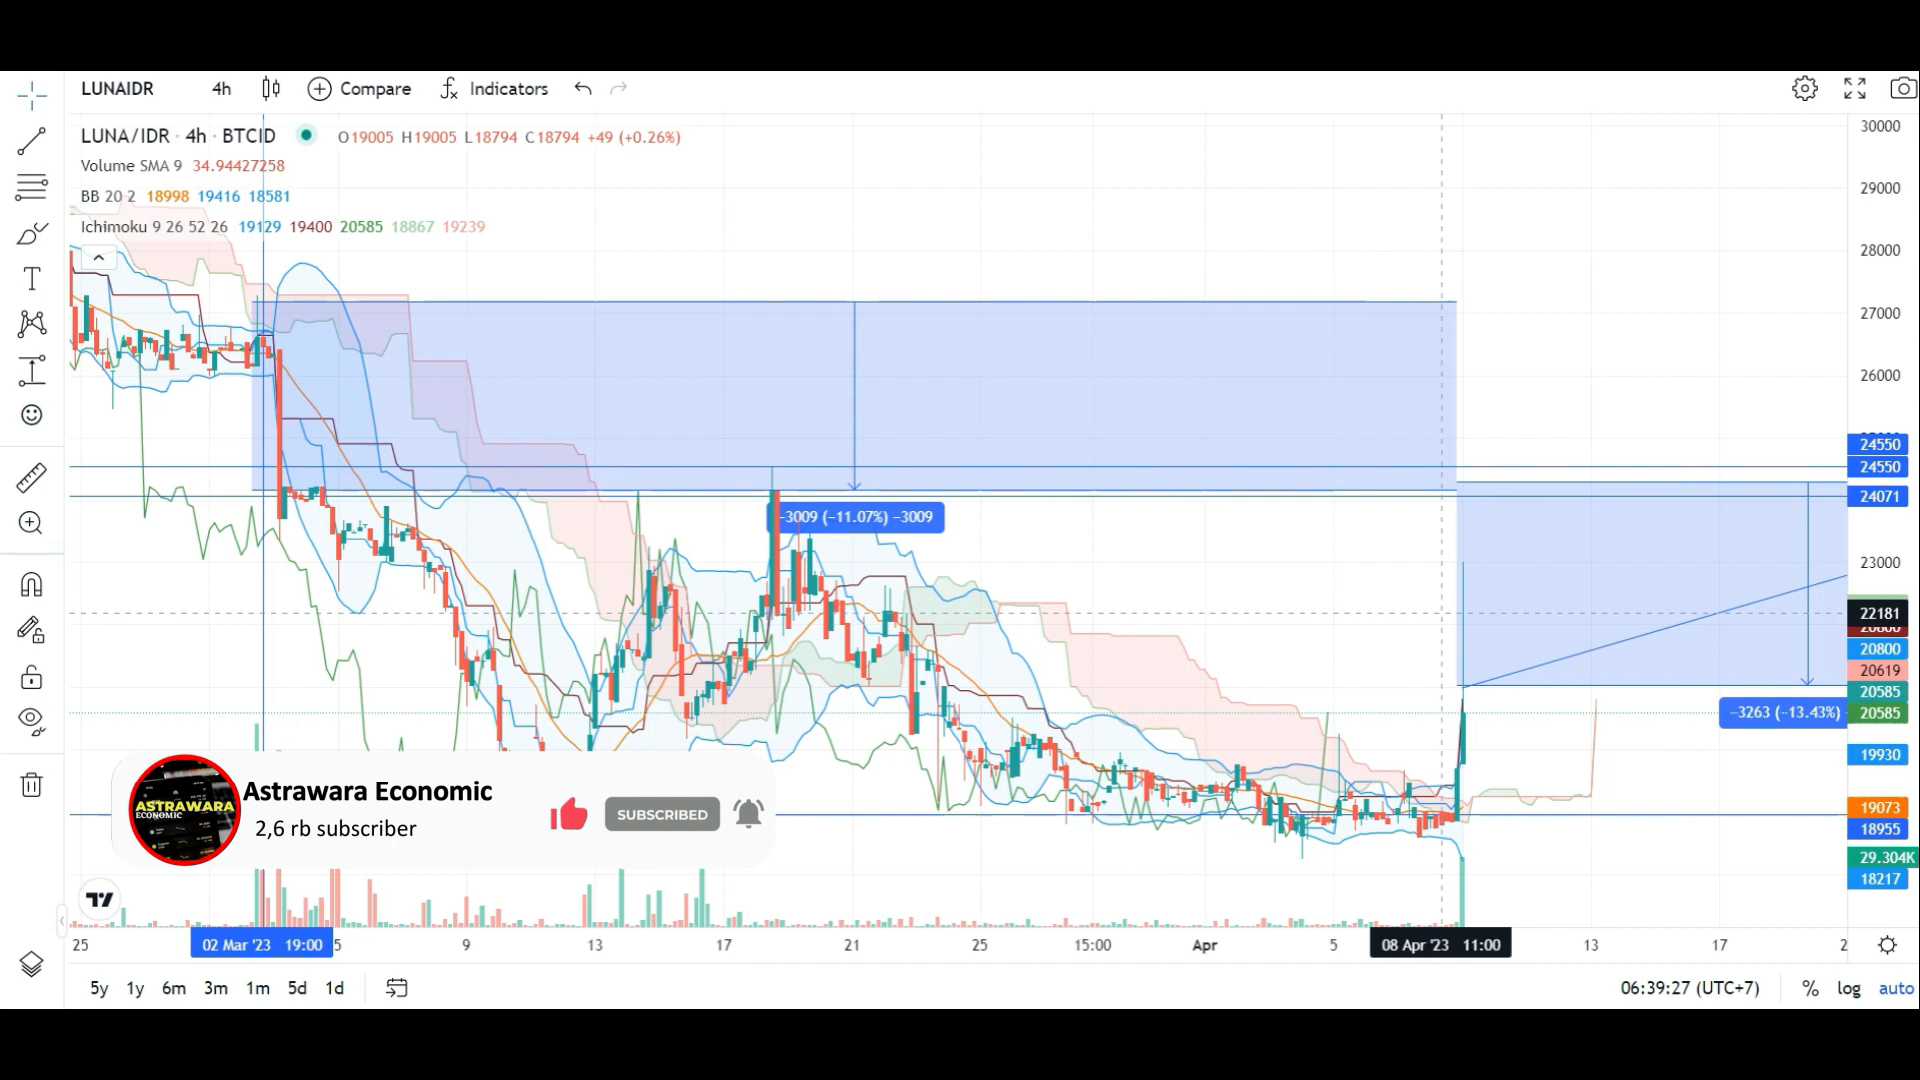 LUNAIDR 4h Compare Indicators
LUNA/IDR · 4h · BTCID O19005 H19005 L18794 C18794 +49 (+0.26%)
Volume SMA 9 34.94427258
BB 20 2 18998 19416 18581
Ichimoku 9 26 52 26 19129 19400 20585 18867 19239
30000
29000
28000
27000
26000
24550
24550
24071
−3009 (−11.07%) −3009
23000
22181
20800
20800
20619
20585
−3263 (−13.43%) 20585
19930
19073
18955
29.304K
18217
Astrawara Economic
2,6 rb subscriber
SUBSCRIBED
ASTRAWARA
ECONOMIC
25 02 Mar '23 19:00 5 9 13 17 21 25 15:00 Apr 5 08 Apr '23 11:00 13 17 2
5y 1y 6m 3m 1m 5d 1d 06:39:27 (UTC+7) % log auto